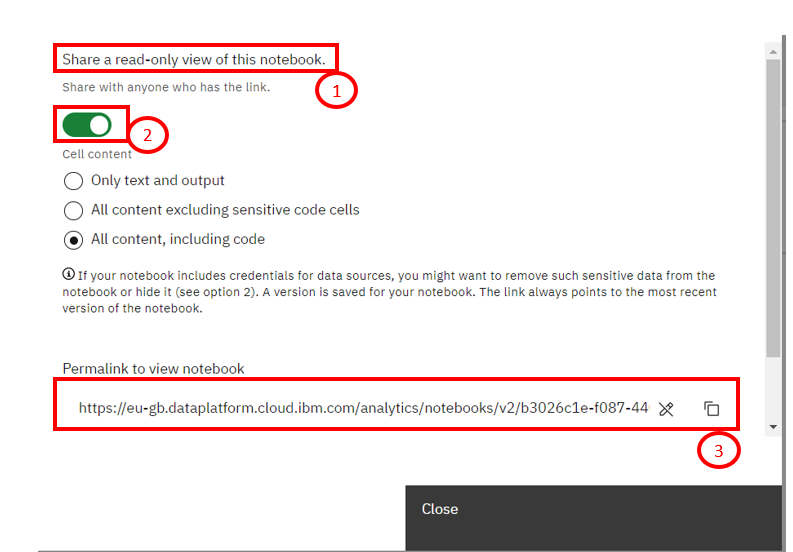 Share a read-only view of this notebook.
Share with anyone who has the link.
1
2
Cell content
Only text and output
All content excluding sensitive code cells
All content, including code
If your notebook includes credentials for data sources, you might want to remove such sensitive data from the
notebook or hide it (see option 2). A version is saved for your notebook. The link always points to the most recent
version of the notebook.
Permalink to view notebook
https://eu-gb.dataplatform.cloud.ibm.com/analytics/notebooks/v2/b3026c1e-f087-44
3
Close